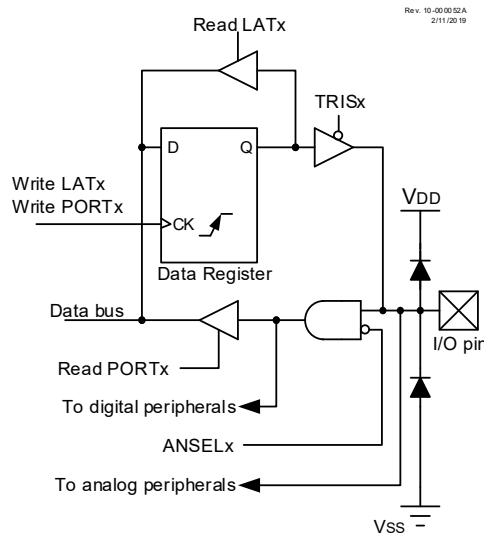 Rev. 10-000052A
2/11/2019
Read LATx
TRISx
D
Q
Write LATx
Write PORTx
CK
VDD
Data Register
Data bus
I/O pin
Read PORTx
To digital peripherals
ANSELx
To analog peripherals
VSS